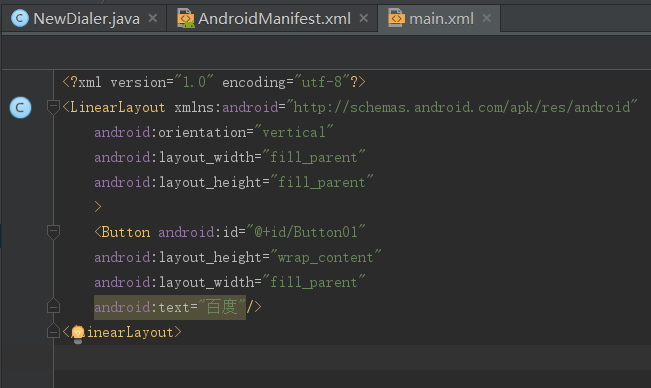 NewDialer.java × AndroidManifest.xml × main.xml ×
<?xml version="1.0" encoding="utf-8"?>
<LinearLayout xmlns:android="http://schemas.android.com/apk/res/android"
android:orientation="vertical"
android:layout_width="fill_parent"
android:layout_height="fill_parent"
>
<Button android:id="@+id/Button01"
android:layout_height="wrap_content"
android:layout_width="fill_parent"
android:text="百度"/>
</LinearLayout>